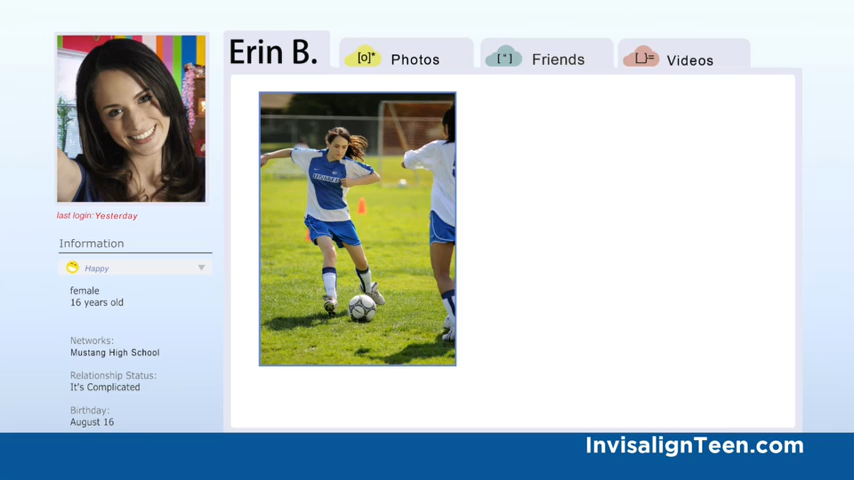 Erin B.
[o]* Photos
[*] Friends
[_}= Videos
last login: Yesterday
Information
Happy
female
16 years old
Networks:
Mustang High School
Relationship Status:
It's Complicated
Birthday:
August 16
InvisalignTeen.com